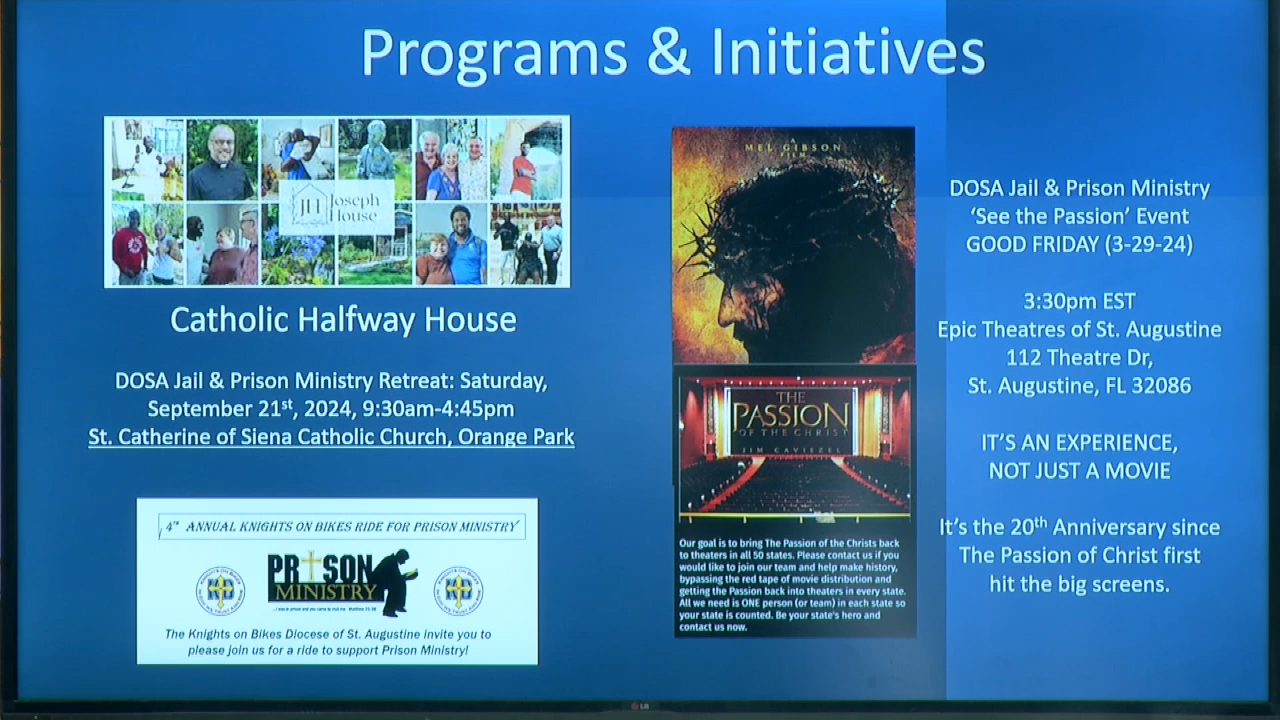 Programs & Initiatives
JH Joseph
House
Catholic Halfway House
DOSA Jail & Prison Ministry Retreat: Saturday,
September 21st, 2024, 9:30am-4:45pm
St. Catherine of Siena Catholic Church, Orange Park
4th ANNUAL KNIGHTS ON BIKES RIDE FOR PRISON MINISTRY
PRISON
MINISTRY
The Knights on Bikes Diocese of St. Augustine invite you to
please join us for a ride to support Prison Ministry!
MEL GIBSON
FILM
THE
PASSION
OF THE CHRIST
JIM CAVIEZEL
Our goal is to bring The Passion of the Christs back
to theaters in all 50 states. Please contact us if you
would like to join our team and help make history,
bypassing the red tape of movie distribution and
getting the Passion back into theaters in every state.
All we need is ONE person (or team) in each state so
your state is counted. Be your state's hero and
contact us now.
DOSA Jail & Prison Ministry
‘See the Passion’ Event
GOOD FRIDAY (3-29-24)
3:30pm EST
Epic Theatres of St. Augustine
112 Theatre Dr,
St. Augustine, FL 32086
IT’S AN EXPERIENCE,
NOT JUST A MOVIE
It’s the 20th Anniversary since
The Passion of Christ first
hit the big screens.
LG